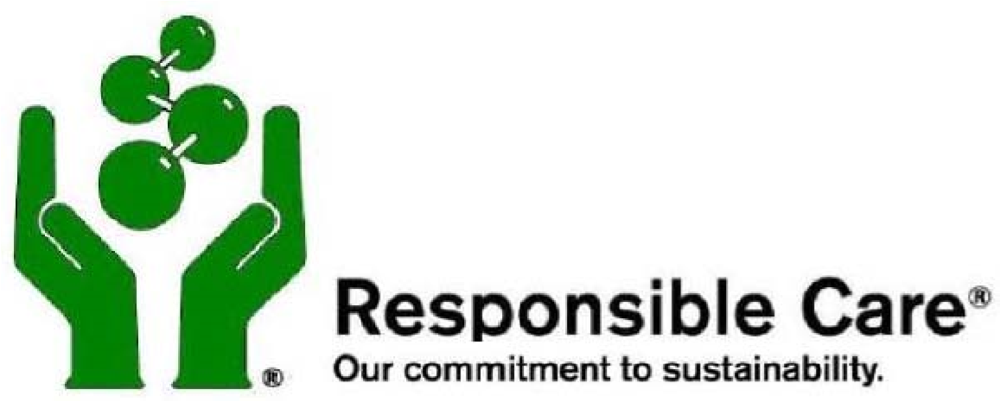 Responsible Care®
Our commitment to sustainability.
®